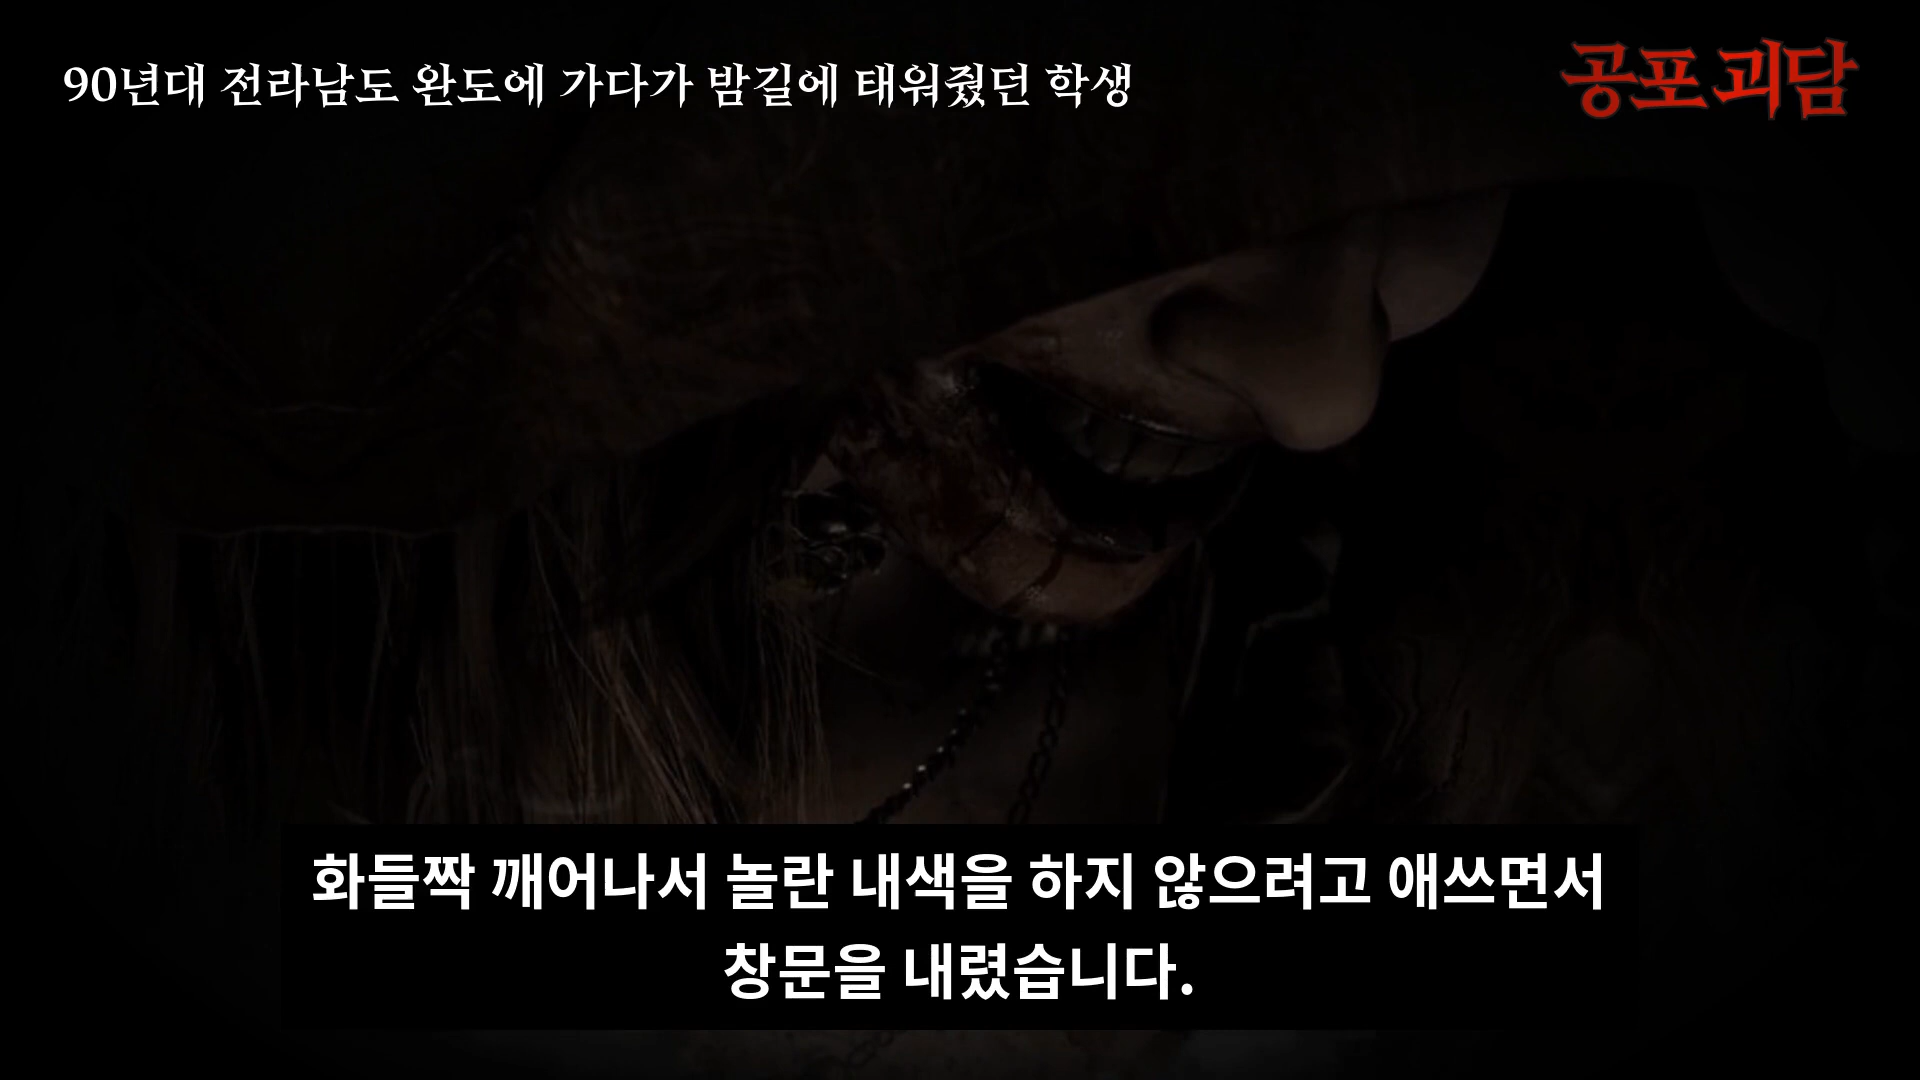 90년대 전라남도 완도에 가다가 밤길에 태워줬던 학생
공포 괴담
화들짝 깨어나서 놀란 내색을 하지 않으려고 애쓰면서
창문을 내렸습니다.